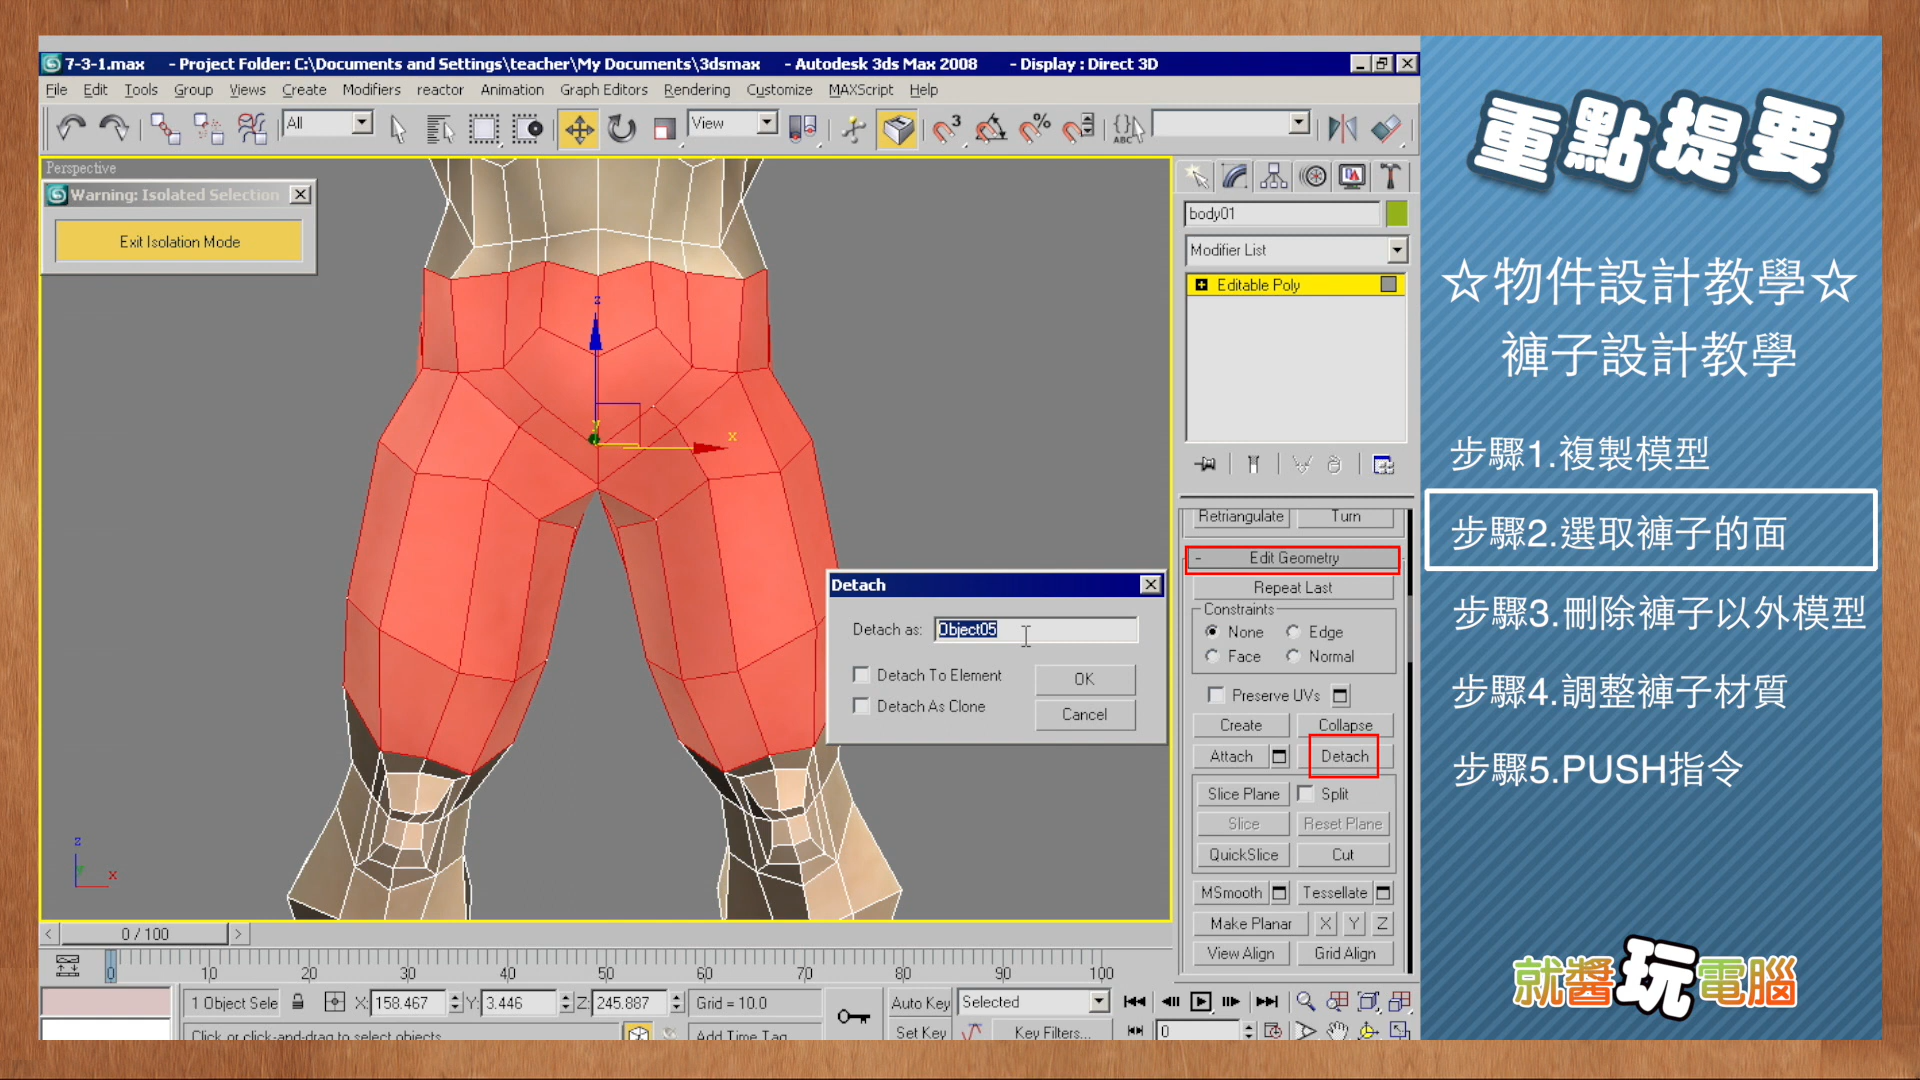 7-3-1.max - Project Folder: C:\Documents and Settings\teacher\My Documents\3dsmax - Autodesk 3ds Max 2008 - Display : Direct 3D
File Edit Tools Group Views Create Modifiers reactor Animation Graph Editors Rendering Customize MAXScript Help
All View
Perspective
Warning: Isolated Selection
Exit Isolation Mode
z
x
y
body01
Modifier List
Editable Poly
Retriangulate Turn
- Edit Geometry
Repeat Last
Constraints
None Edge
Face Normal
Preserve UVs
Create Collapse
Attach Detach
Slice Plane Split
Slice Reset Plane
QuickSlice Cut
MSmooth Tessellate
Make Planar X Y Z
View Align Grid Align
Detach
Detach as: Object05
Detach To Element OK
Detach As Clone Cancel
z
y x
< 0 / 100 >
0 10 20 30 40 50 60 70 80 90 100
1 Object Sele X: 158.467 Y: 3.446 Z: 245.887 Grid = 10.0 Auto Key Selected
Click or click-and-drag to select objects Add Time Tag Set Key Key Filters... 0
重點提要
☆物件設計教學☆
褲子設計教學
步驟1.複製模型
步驟2.選取褲子的面
步驟3.刪除褲子以外模型
步驟4.調整褲子材質
步驟5.PUSH指令
就醬玩電腦